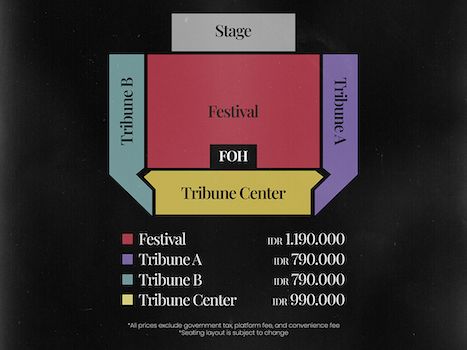 Stage
Tribune B
Festival
Tribune A
FOH
Tribune Center
Festival IDR 1.190.000
Tribune A IDR 790.000
Tribune B IDR 790.000
Tribune Center IDR 990.000
*All prices exclude government tax, platform fee, and convenience fee
*Seating layout is subject to change